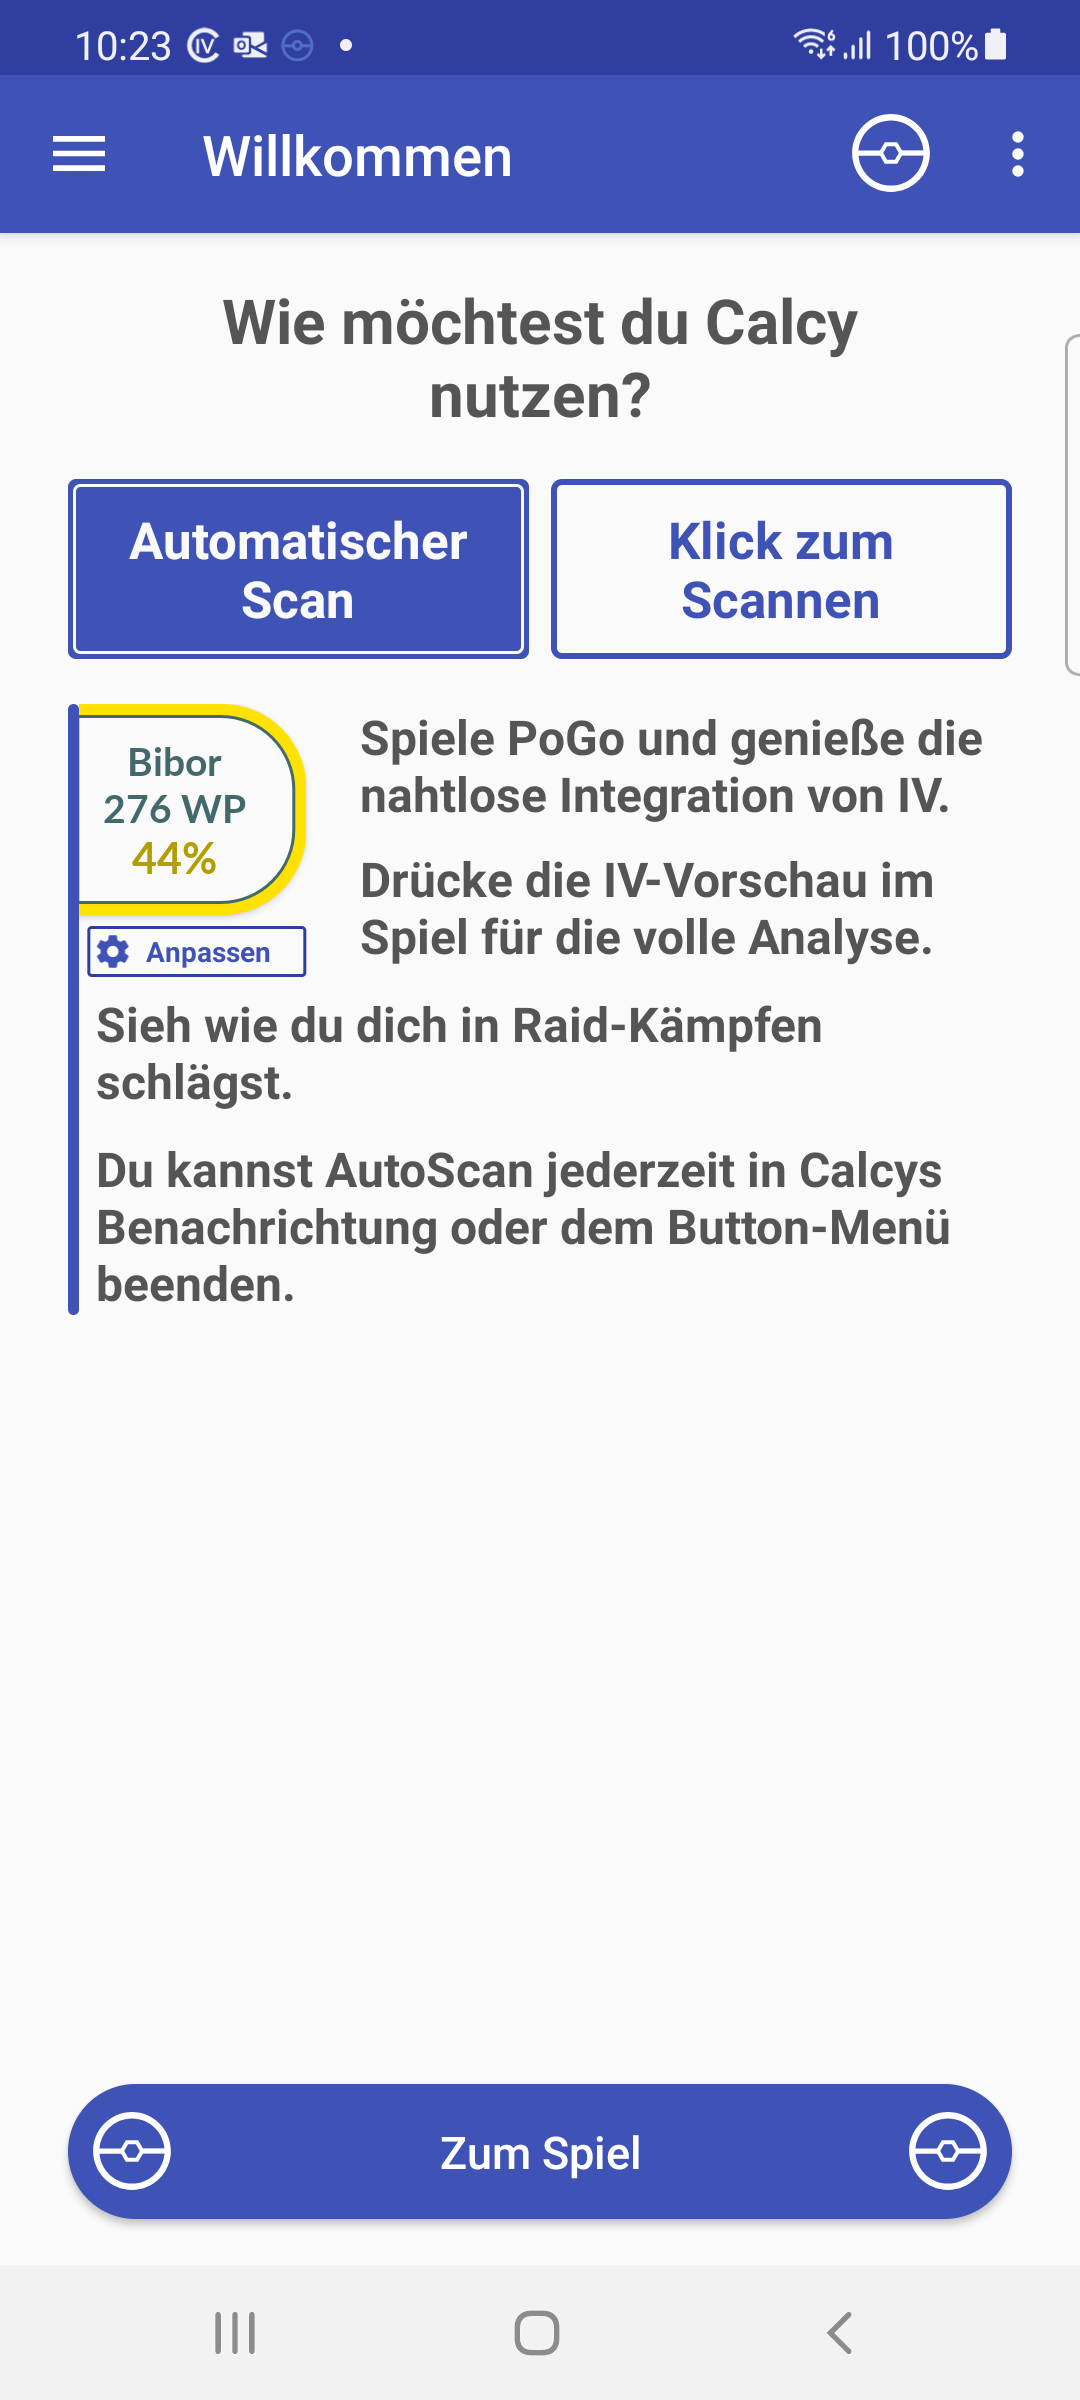 10:23
100%
Willkommen
Wie möchtest du Calcy
nutzen?
Automatischer
Scan
Klick zum
Scannen
Bibor
276 WP
44%
Anpassen
Spiele PoGo und genieße die
nahtlose Integration von IV.
Drücke die IV-Vorschau im
Spiel für die volle Analyse.
Sieh wie du dich in Raid-Kämpfen
schlägst.
Du kannst AutoScan jederzeit in Calcys
Benachrichtung oder dem Button-Menü
beenden.
Zum Spiel